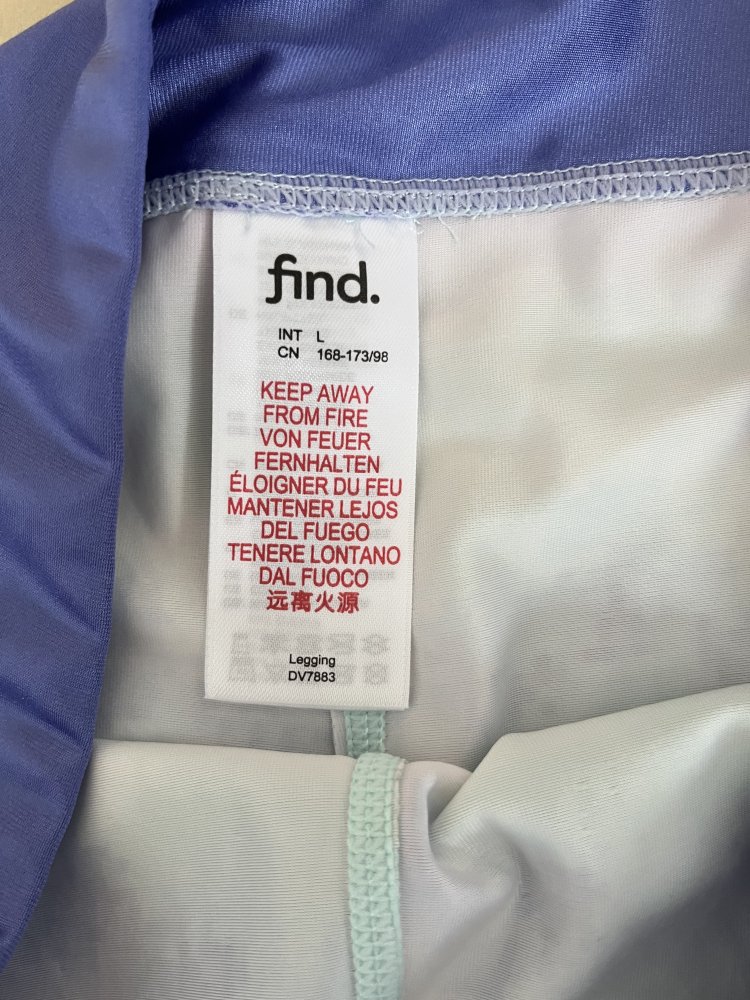 find.
INT L
CN 168-173/98
KEEP AWAY
FROM FIRE
VON FEUER
FERNHALTEN
ÉLOIGNER DU FEU
MANTENER LEJOS
DEL FUEGO
TENERE LONTANO
DAL FUOCO
远离火源
Legging
DV7883